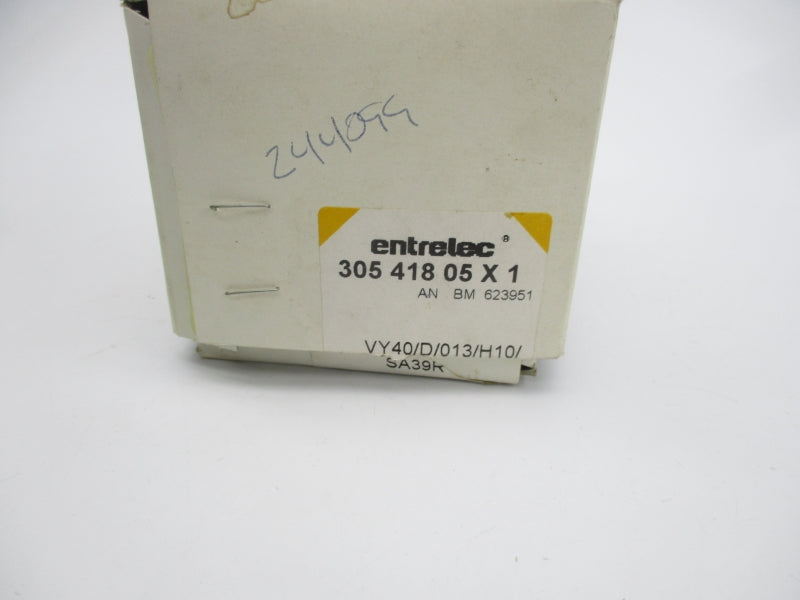 244099
entrelec ®
305 418 05 X 1
AN BM 623951
VY40/D/013/H10/
SA39R